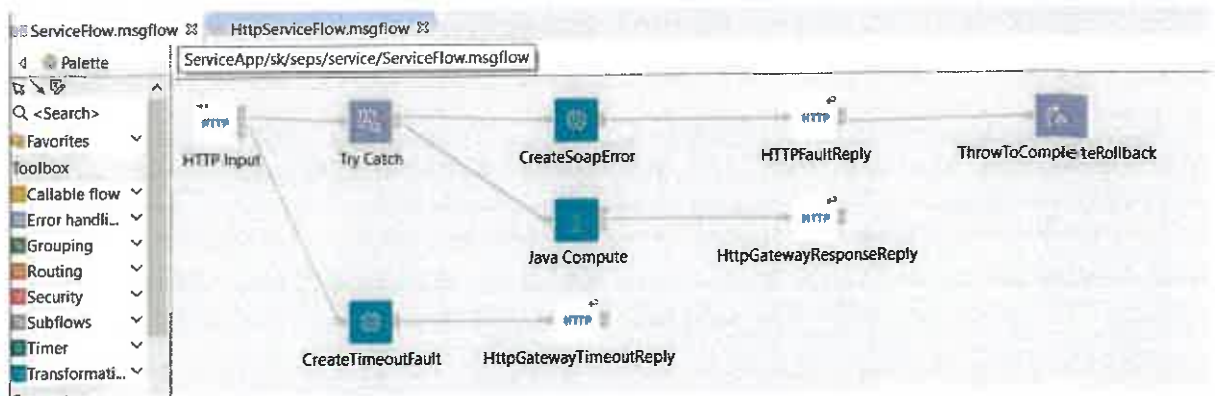 ServiceFlow.msgflow
HttpServiceFlow.msgflow
Palette
ServiceApp/sk/seps/service/ServiceFlow.msgflow
<Search>
Favorites
Toolbox
Callable flow
Error handli...
Grouping
Routing
Security
Subflows
Timer
Transformati...
HTTP
HTTP Input
Try Catch
CreateSoapError
HTTP
HTTPFaultReply
ThrowToCompleteRollback
Java Compute
HTTP
HttpGatewayResponseReply
CreateTimeoutFault
HTTP
HttpGatewayTimeoutReply